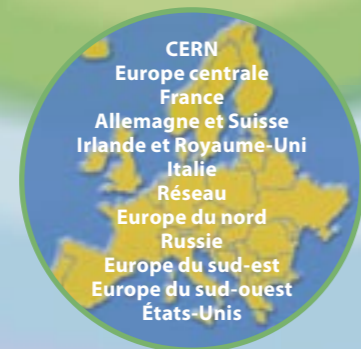 CERN
Europe centrale
France
Allemagne et Suisse
Irlande et Royaume-Uni
Italie
Réseau
Europe du nord
Russie
Europe du sud-est
Europe du sud-ouest
États-Unis